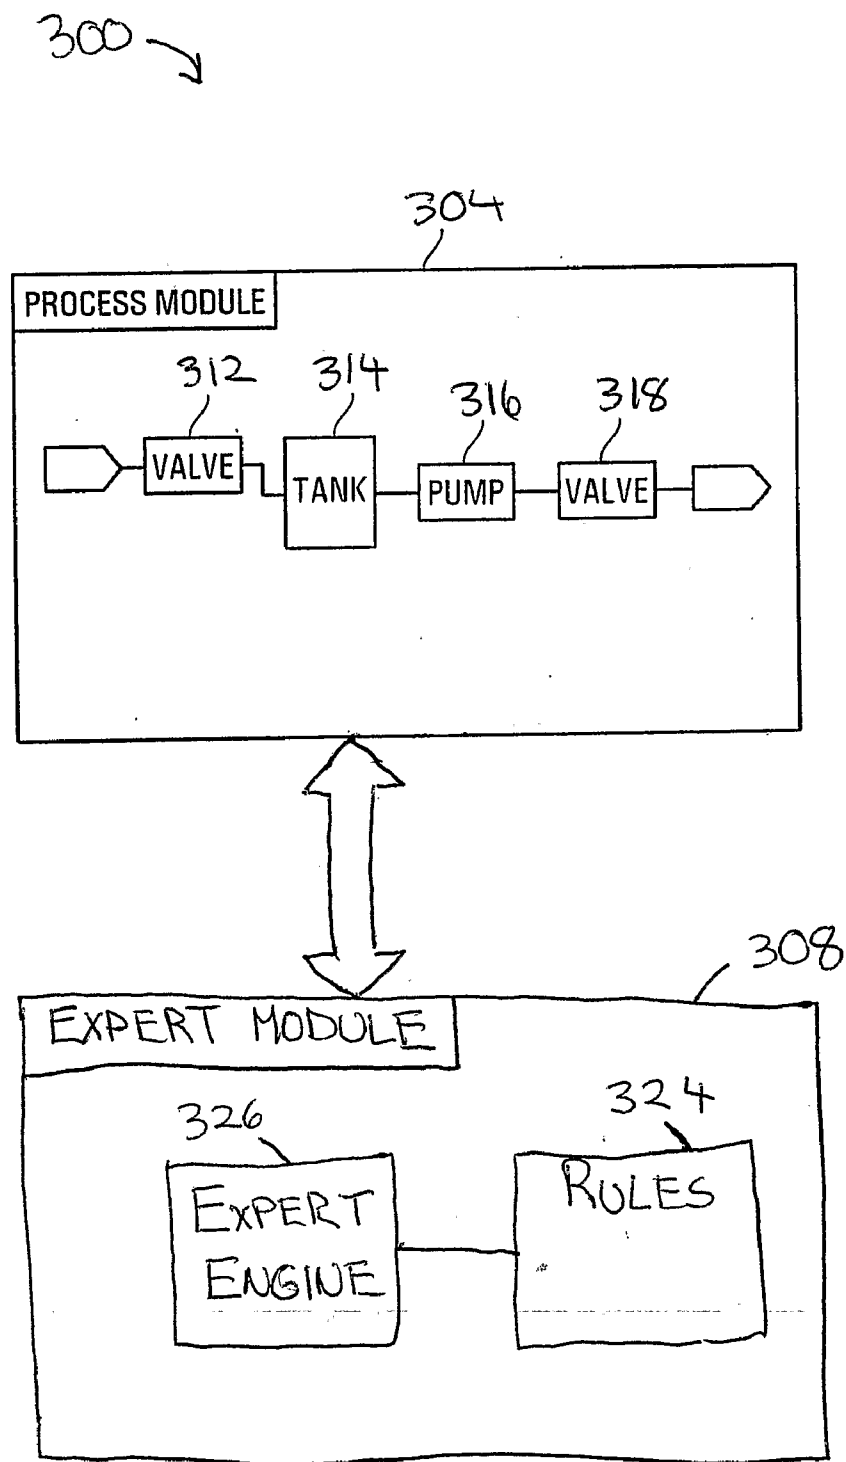 300
304
PROCESS MODULE
312 314 316 318
VALVE TANK PUMP VALVE
308
EXPERT MODULE
326 324
EXPERT RULES
ENGINE